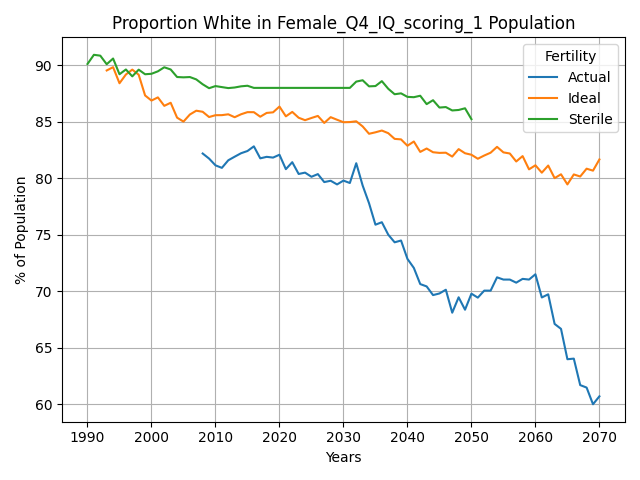 Proportion White in Female_Q4_IQ_scoring_1 Population
Fertility
Actual
Ideal
Sterile
% of Population
90
85
80
75
70
65
60
1990 2000 2010 2020 2030 2040 2050 2060 2070
Years